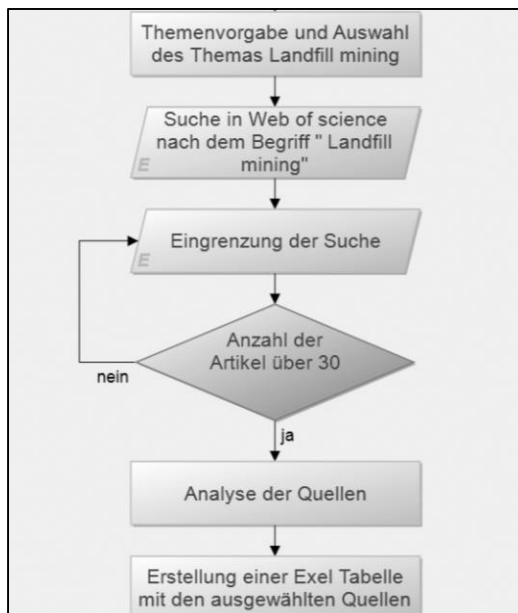 Themenvorgabe und Auswahl
des Themas Landfill mining
Suche in Web of science
nach dem Begriff " Landfill
mining"
E
Eingrenzung der Suche
E
Anzahl der
Artikel über 30
nein
ja
Analyse der Quellen
Erstellung einer Exel Tabelle
mit den ausgewählten Quellen